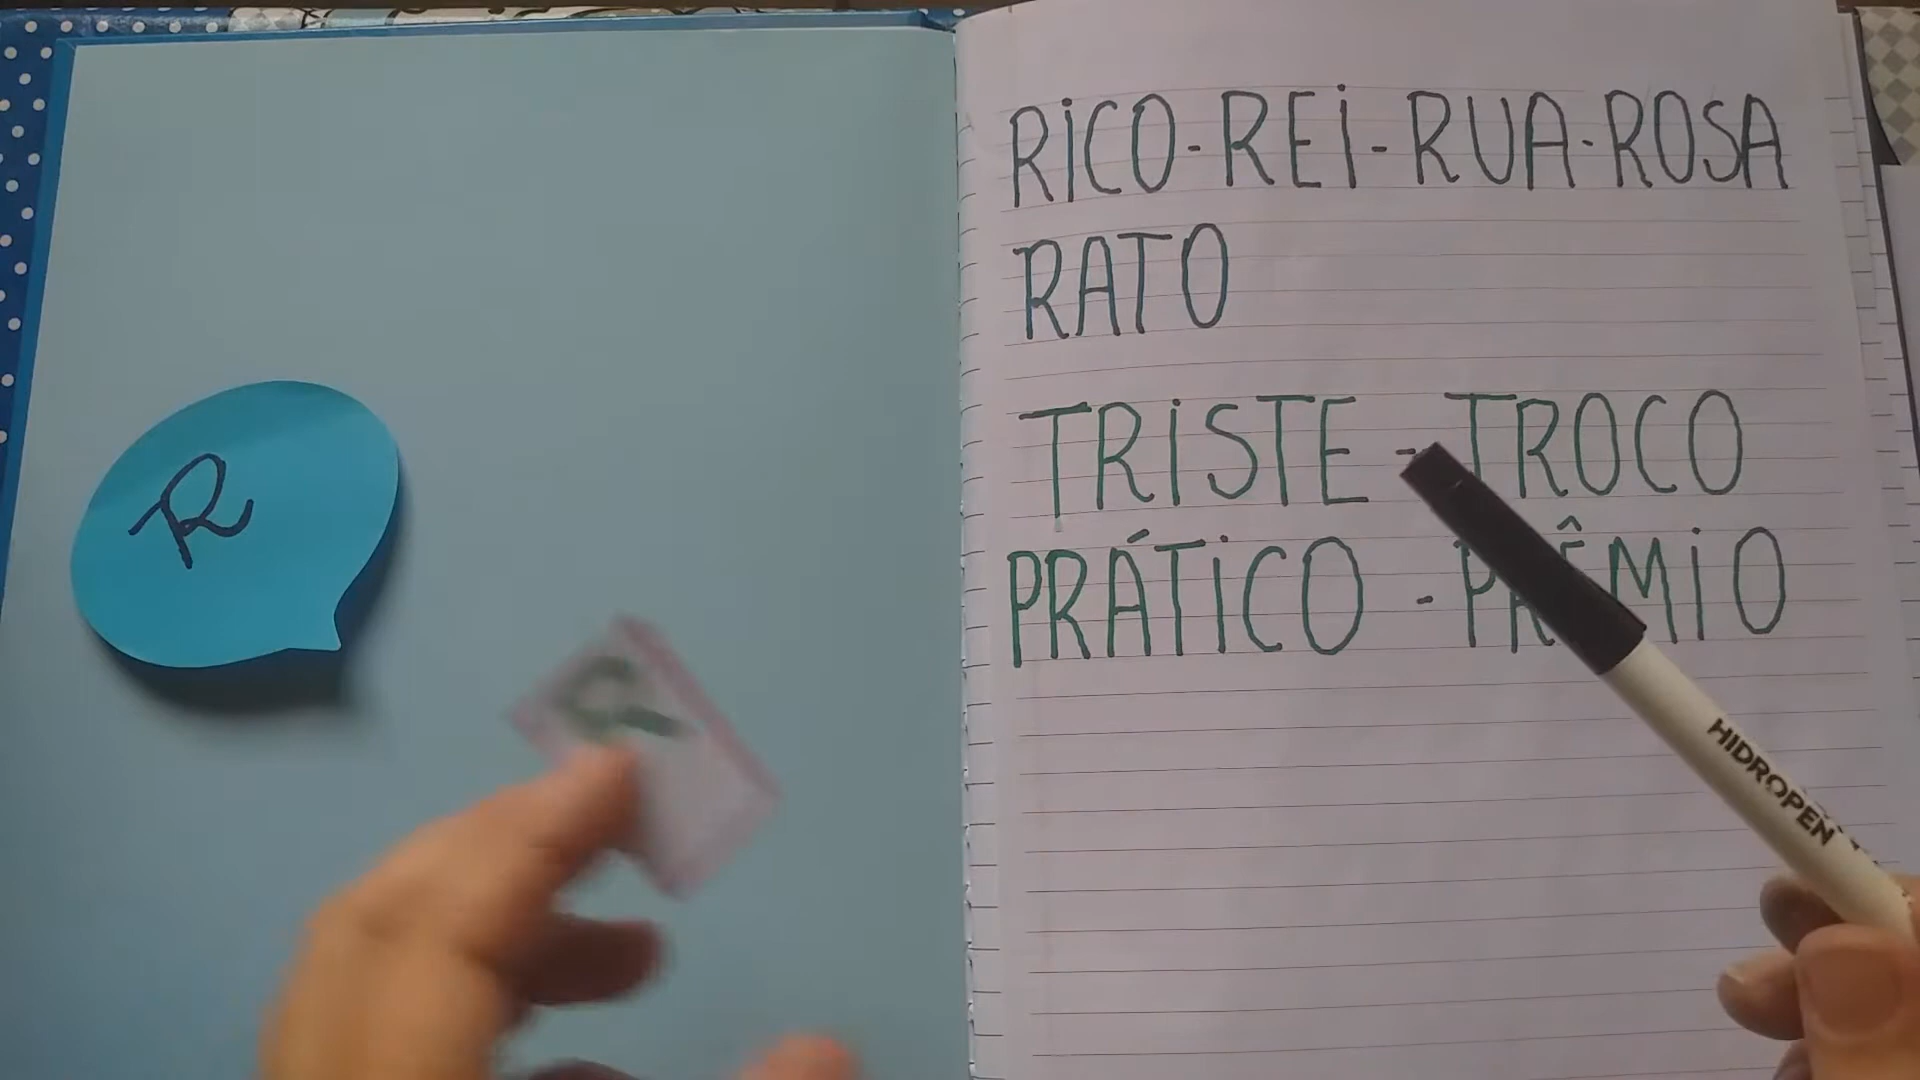 R
RICO - REI - RUA - ROSA
RATO
TRISTE - TROCO
PRÁTICO - PRÊMIO
HIDROPEN